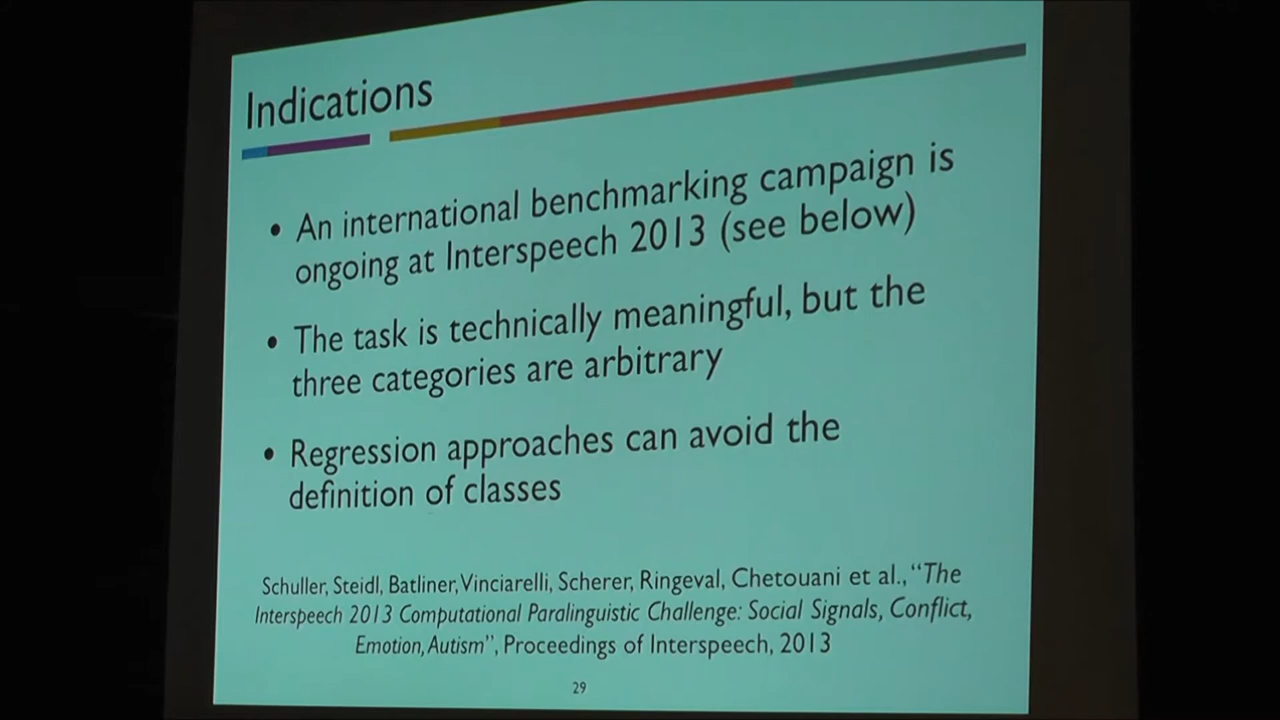 Indications
• An international benchmarking campaign is
ongoing at Interspeech 2013 (see below)
• The task is technically meaningful, but the
three categories are arbitrary
• Regression approaches can avoid the
definition of classes
Schuller, Steidl, Batliner, Vinciarelli, Scherer, Ringeval, Chetouani et al., “The
Interspeech 2013 Computational Paralinguistic Challenge: Social Signals, Conflict,
Emotion, Autism”, Proceedings of Interspeech, 2013
29